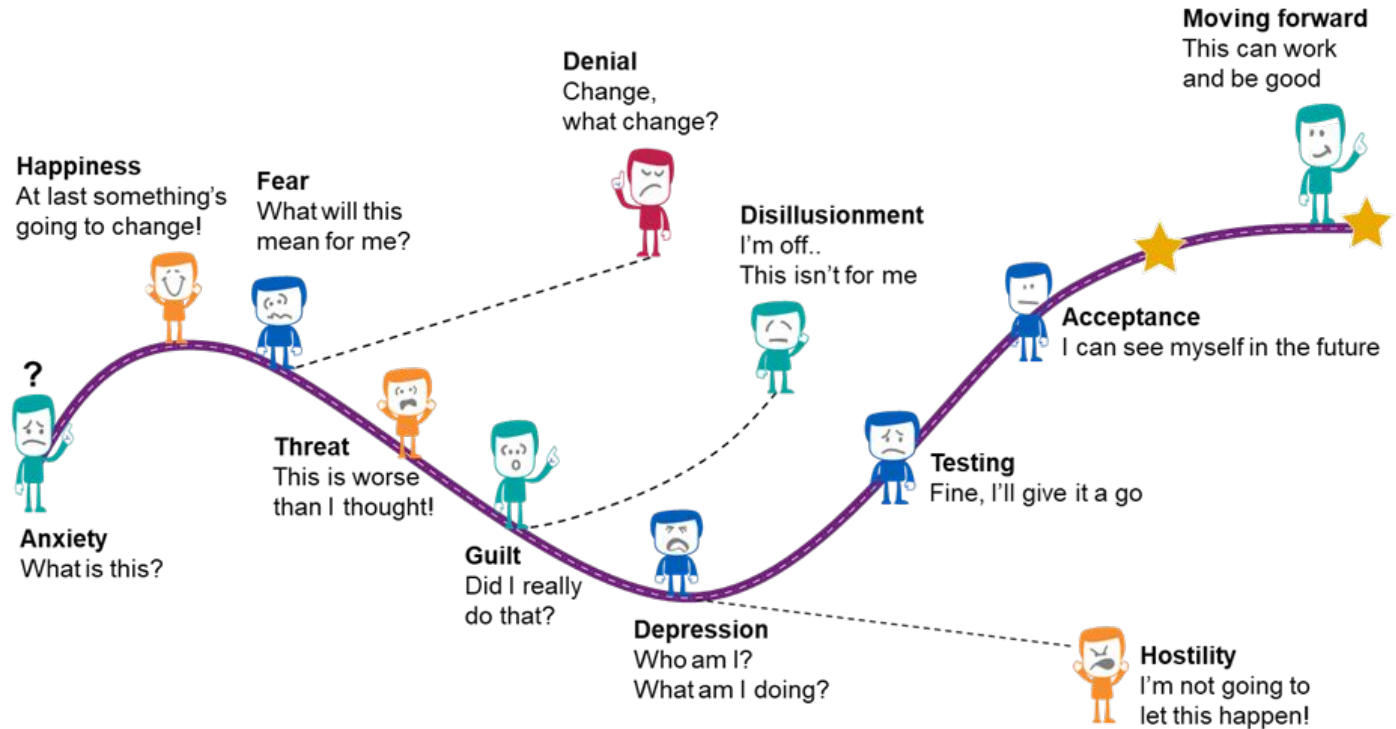 Moving forward
This can work
and be good
Denial
Change,
what change?
Happiness
At last something's
going to change!
Fear
What will this
mean for me?
Disillusionment
I'm off..
This isn't for me
?
Acceptance
I can see myself in the future
Threat
This is worse
than I thought!
Testing
Fine, I'll give it a go
Anxiety
What is this?
Guilt
Did I really
do that?
Depression
Who am I?
What am I doing?
Hostility
I'm not going to
let this happen!